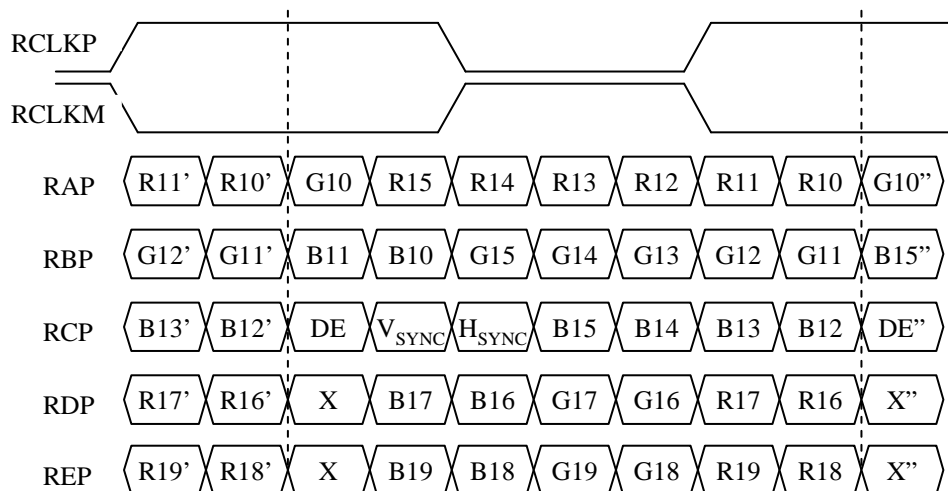 RCLKP
RCLKM
RAP R11’ R10’ G10 R15 R14 R13 R12 R11 R10 G10”
RBP G12’ G11’ B11 B10 G15 G14 G13 G12 G11 B15”
RCP B13’ B12’ DE VSYNC HSYNC B15 B14 B13 B12 DE”
RDP R17’ R16’ X B17 B16 G17 G16 R17 R16 X”
REP R19’ R18’ X B19 B18 G19 G18 R19 R18 X”